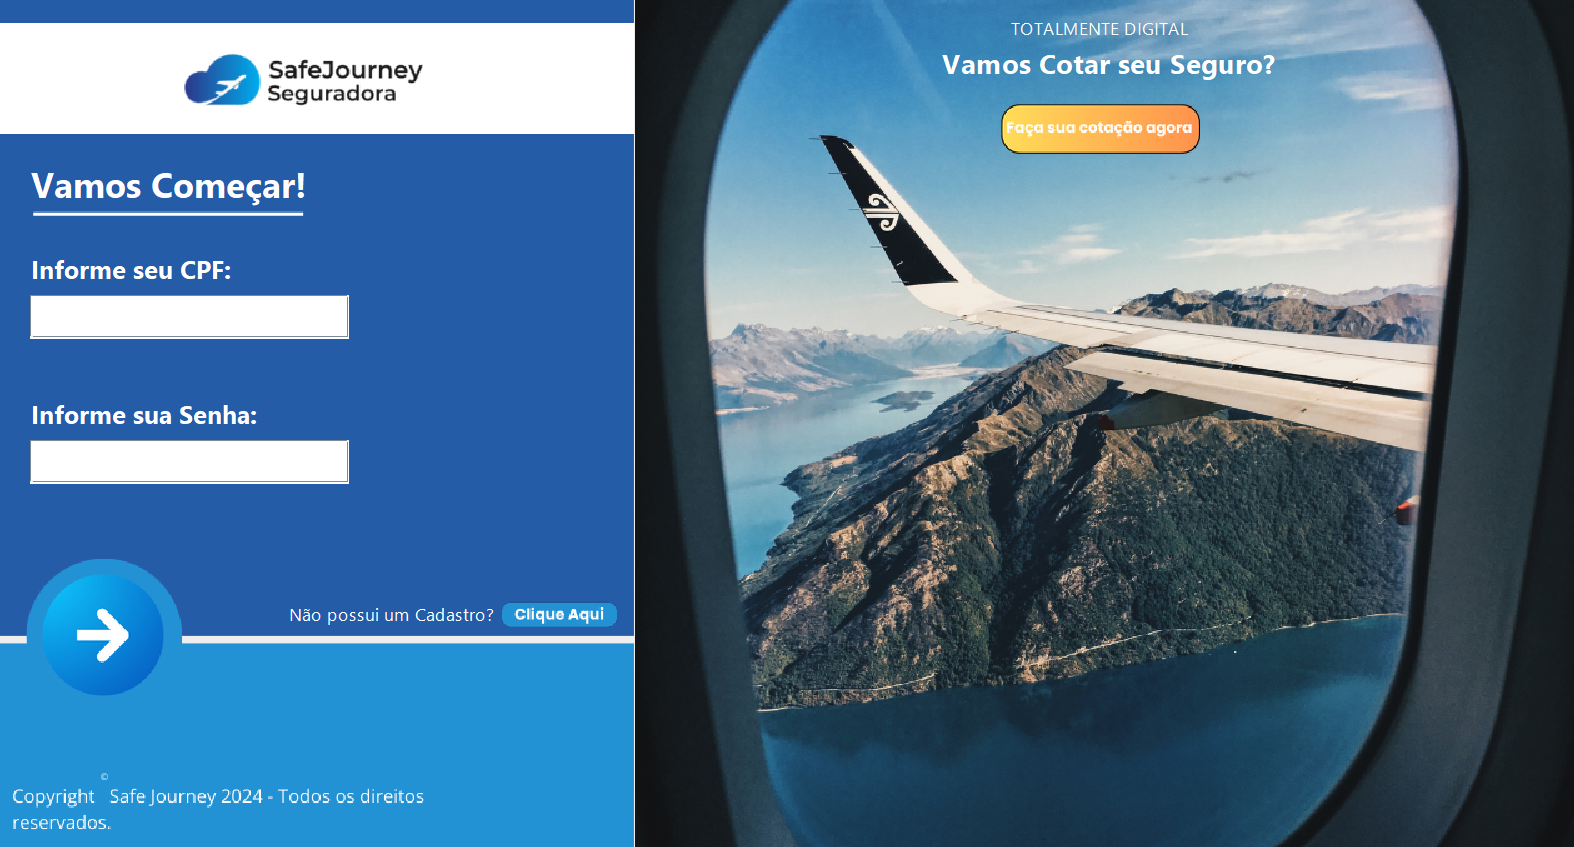 SafeJourney
Seguradora
Vamos Começar!
Informe seu CPF:
Informe sua Senha:
Não possui um Cadastro? Clique Aqui
Copyright © Safe Journey 2024 - Todos os direitos
reservados.
TOTALMENTE DIGITAL
Vamos Cotar seu Seguro?
Faça sua cotação agora